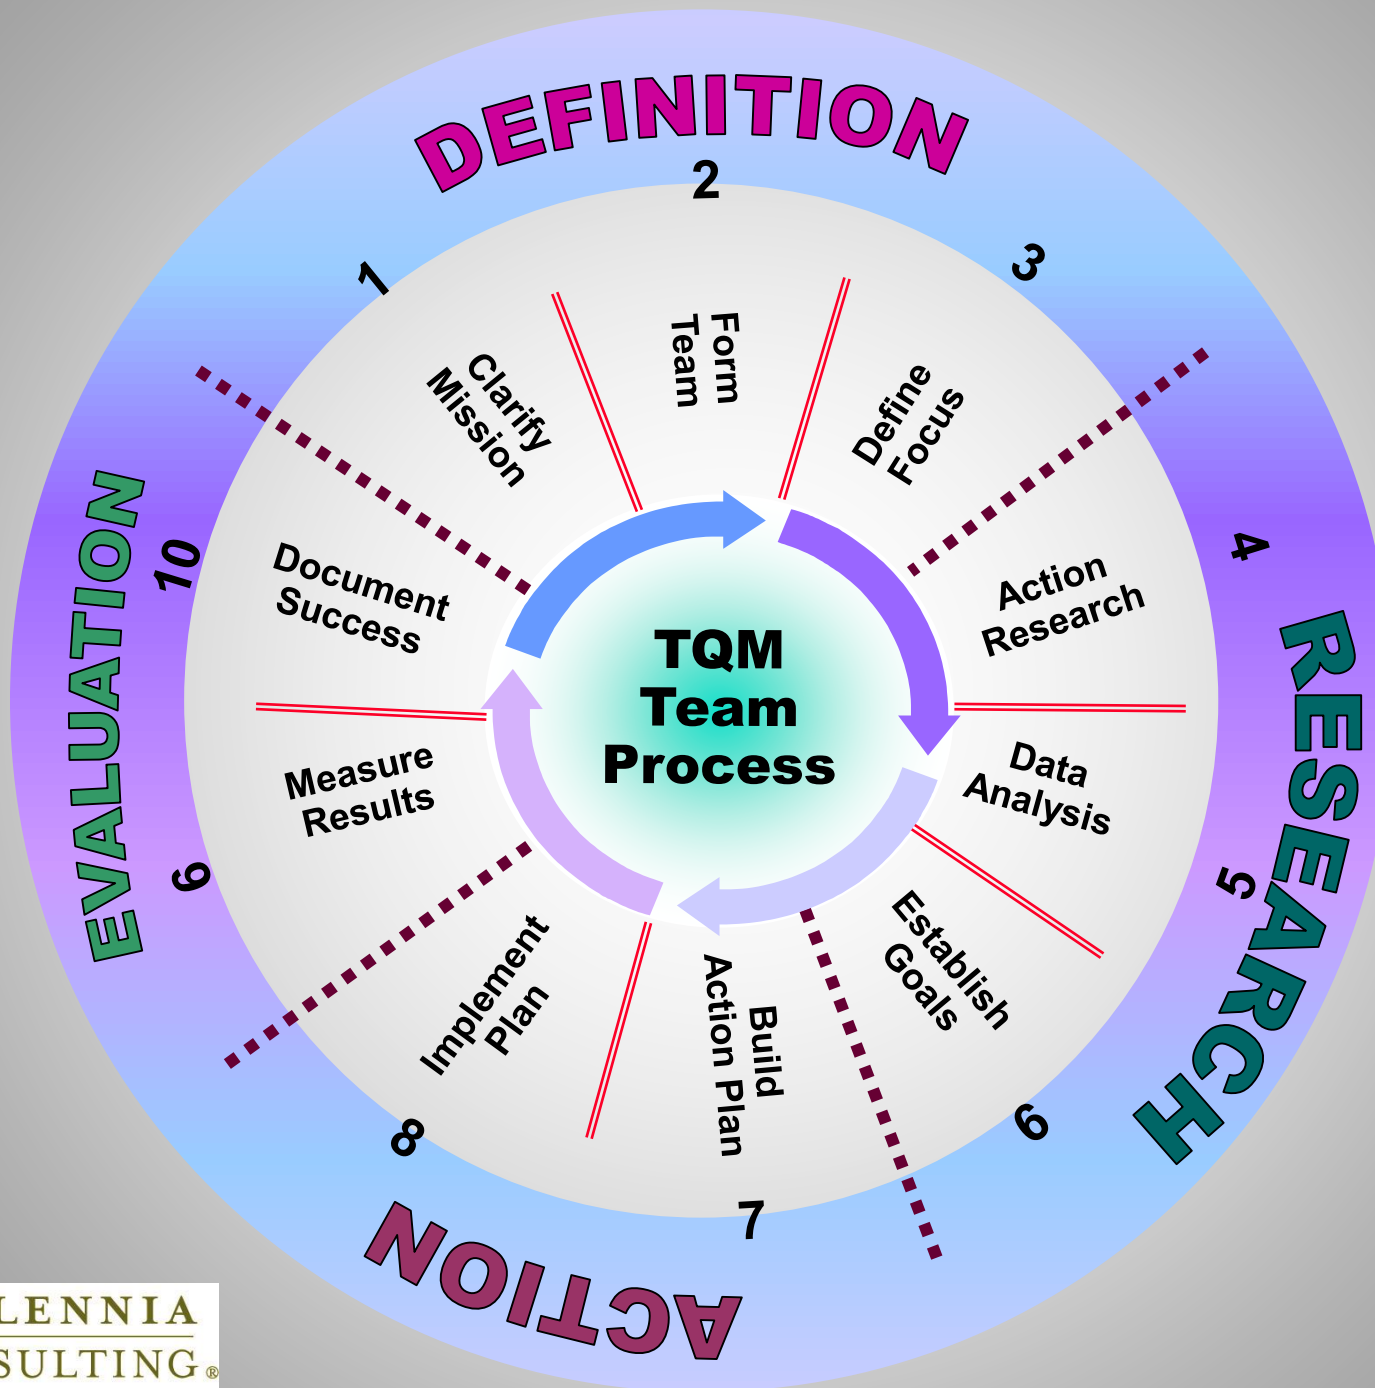 DEFINITION
1
2
3
Clarify
Mission
Form
Team
Define
Focus
RESEARCH
4
5
6
Action
Research
Data
Analysis
Establish
Goals
ACTION
7
8
Build
Action Plan
Implement
Plan
EVALUATION
9
10
Measure
Results
Document
Success
TQM
Team
Process
LENNIA
SULTING®